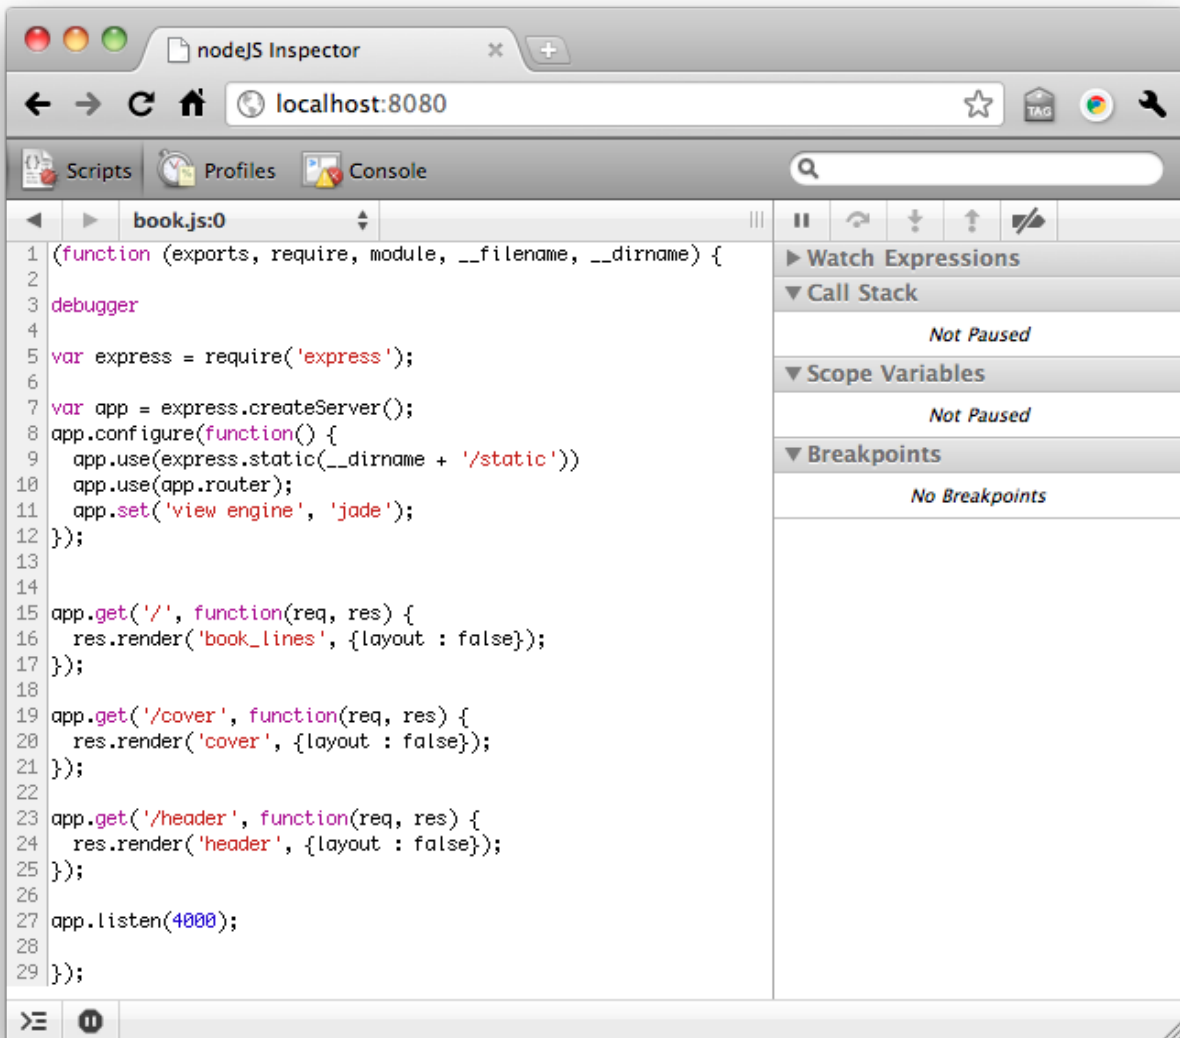 nodeJS Inspector
localhost:8080
TAG
Scripts Profiles Console
book.js:0
1 (function (exports, require, module, __filename, __dirname) {
2
3 debugger
4
5 var express = require('express');
6
7 var app = express.createServer();
8 app.configure(function() {
9   app.use(express.static(__dirname + '/static'))
10   app.use(app.router);
11   app.set('view engine', 'jade');
12 });
13
14
15 app.get('/', function(req, res) {
16   res.render('book_lines', {layout : false});
17 });
18
19 app.get('/cover', function(req, res) {
20   res.render('cover', {layout : false});
21 });
22
23 app.get('/header', function(req, res) {
24   res.render('header', {layout : false});
25 });
26
27 app.listen(4000);
28
29 });
Watch Expressions
Call Stack
Not Paused
Scope Variables
Not Paused
Breakpoints
No Breakpoints